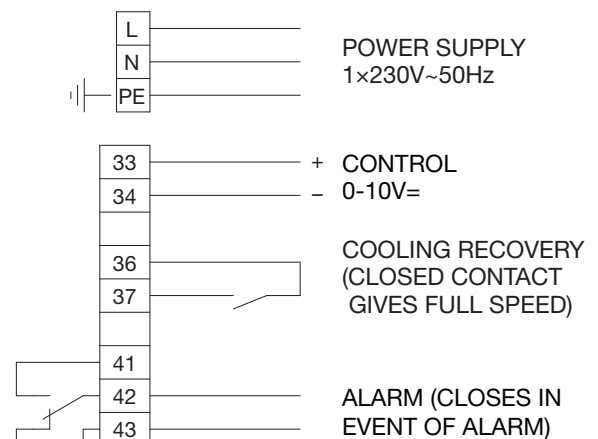 L
N
PE
POWER SUPPLY
1×230V~50Hz
33
34
+ CONTROL
− 0-10V=
36
37
COOLING RECOVERY
(CLOSED CONTACT
GIVES FULL SPEED)
41
42
43
ALARM (CLOSES IN
EVENT OF ALARM)